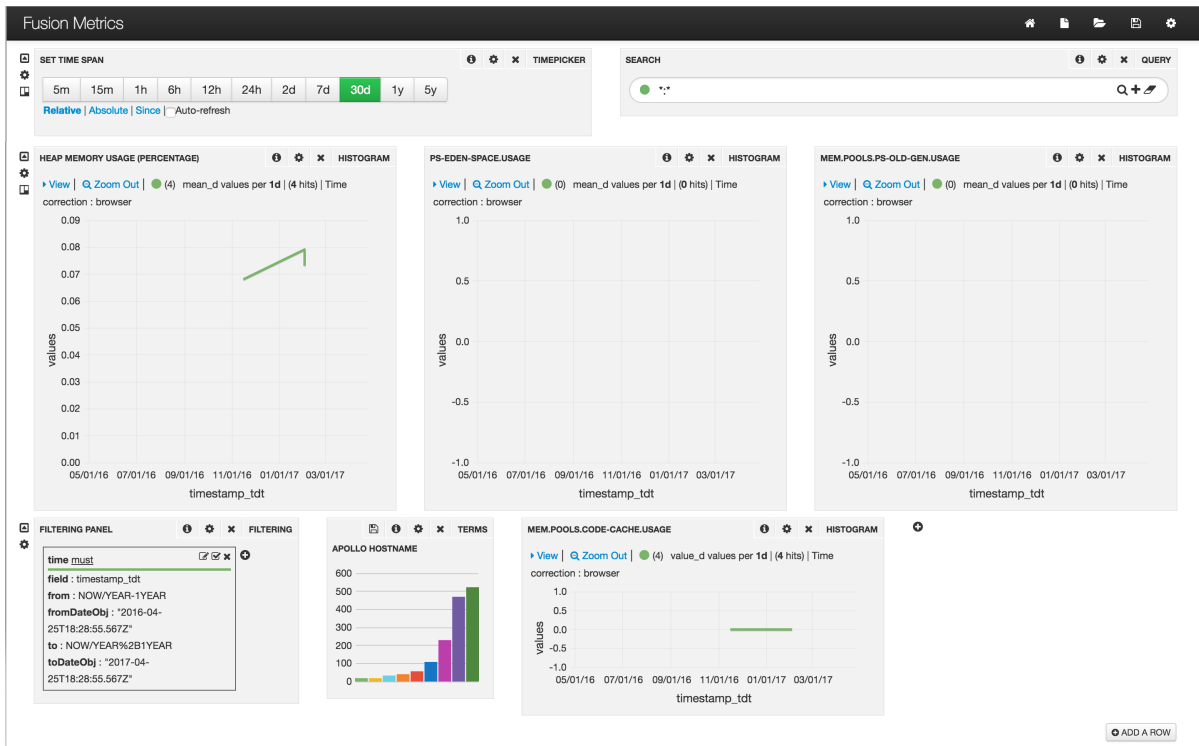 Fusion Metrics
SET TIME SPAN
TIMEPICKER
5m 15m 1h 6h 12h 24h 2d 7d 30d 1y 5y
Relative | Absolute | Since | Auto-refresh
SEARCH
QUERY
*:*
HEAP MEMORY USAGE (PERCENTAGE)
HISTOGRAM
View | Zoom Out | (4) mean_d values per 1d | (4 hits) | Time
correction : browser
0.09
0.08
0.07
0.06
0.05
0.04
0.03
0.02
0.01
0.00
values
05/01/16 07/01/16 09/01/16 11/01/16 01/01/17 03/01/17
timestamp_tdt
PS-EDEN-SPACE.USAGE
HISTOGRAM
View | Zoom Out | (0) mean_d values per 1d | (0 hits) | Time
correction : browser
1.0
0.5
0.0
-0.5
-1.0
values
05/01/16 07/01/16 09/01/16 11/01/16 01/01/17 03/01/17
timestamp_tdt
MEM.POOLS.PS-OLD-GEN.USAGE
HISTOGRAM
View | Zoom Out | (0) mean_d values per 1d | (0 hits) | Time
correction : browser
1.0
0.5
0.0
-0.5
-1.0
values
05/01/16 07/01/16 09/01/16 11/01/16 01/01/17 03/01/17
timestamp_tdt
FILTERING PANEL
FILTERING
time must
field : timestamp_tdt
from : NOW/YEAR-1YEAR
fromDateObj : "2016-04-
25T18:28:55.567Z"
to : NOW/YEAR%2B1YEAR
toDateObj : "2017-04-
25T18:28:55.567Z"
TERMS
APOLLO HOSTNAME
600
500
400
300
200
100
0
MEM.POOLS.CODE-CACHE.USAGE
HISTOGRAM
View | Zoom Out | (4) value_d values per 1d | (4 hits) | Time
correction : browser
1.0
0.5
0.0
-0.5
-1.0
values
05/01/16 07/01/16 09/01/16 11/01/16 01/01/17 03/01/17
timestamp_tdt
ADD A ROW